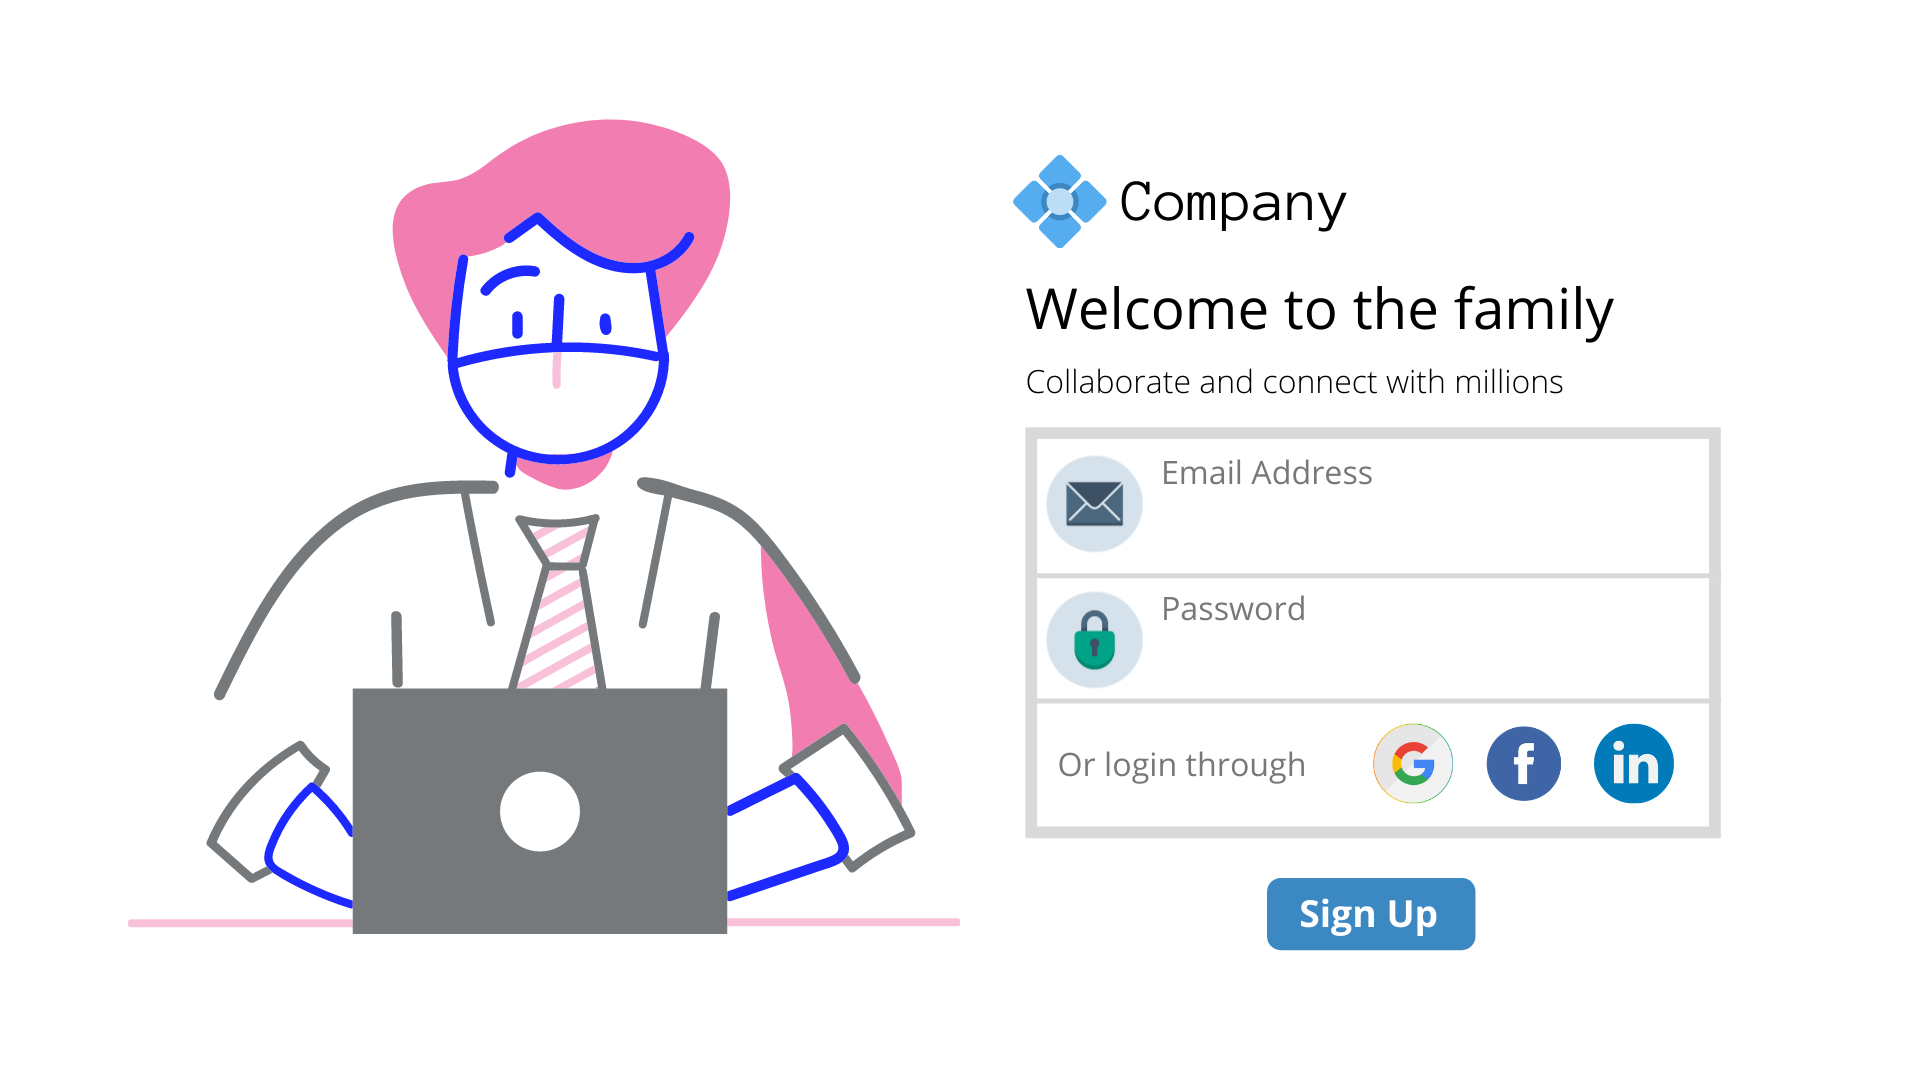 Company
Welcome to the family
Collaborate and connect with millions
Email Address
Password
Or login through
G
f
in
Sign Up